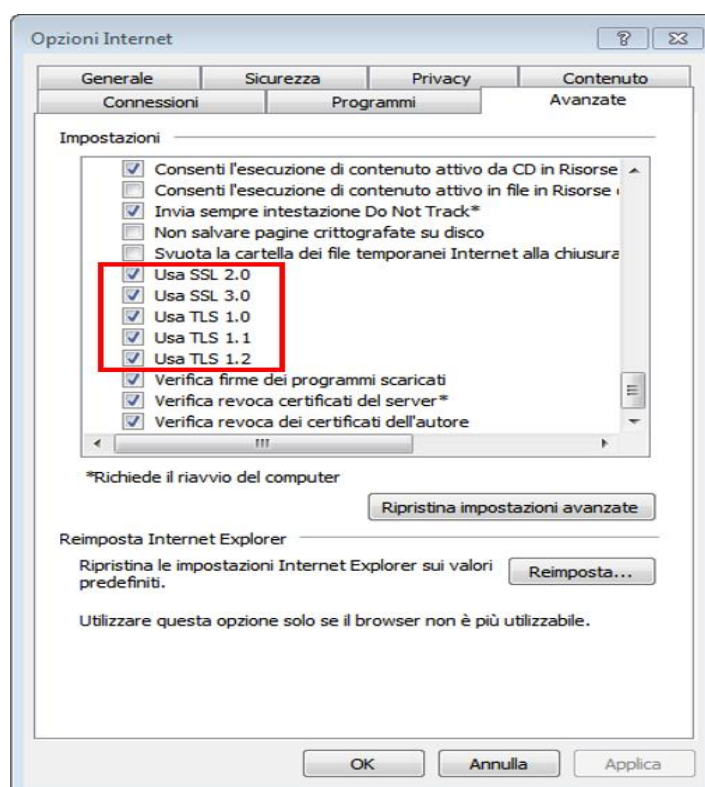 Opzioni Internet
Generale Sicurezza Privacy Contenuto
Connessioni Programmi Avanzate
Impostazioni
Consenti l'esecuzione di contenuto attivo da CD in Risorse
Consenti l'esecuzione di contenuto attivo in file in Risorse
Invia sempre intestazione Do Not Track*
Non salvare pagine crittografate su disco
Svuota la cartella dei file temporanei Internet alla chiusura
Usa SSL 2.0
Usa SSL 3.0
Usa TLS 1.0
Usa TLS 1.1
Usa TLS 1.2
Verifica firme dei programmi scaricati
Verifica revoca certificati del server*
Verifica revoca dei certificati dell'autore
*Richiede il riavvio del computer
Ripristina impostazioni avanzate
Reimposta Internet Explorer
Ripristina le impostazioni Internet Explorer sui valori
predefiniti.
Reimposta...
Utilizzare questa opzione solo se il browser non è più utilizzabile.
OK Annulla Applica